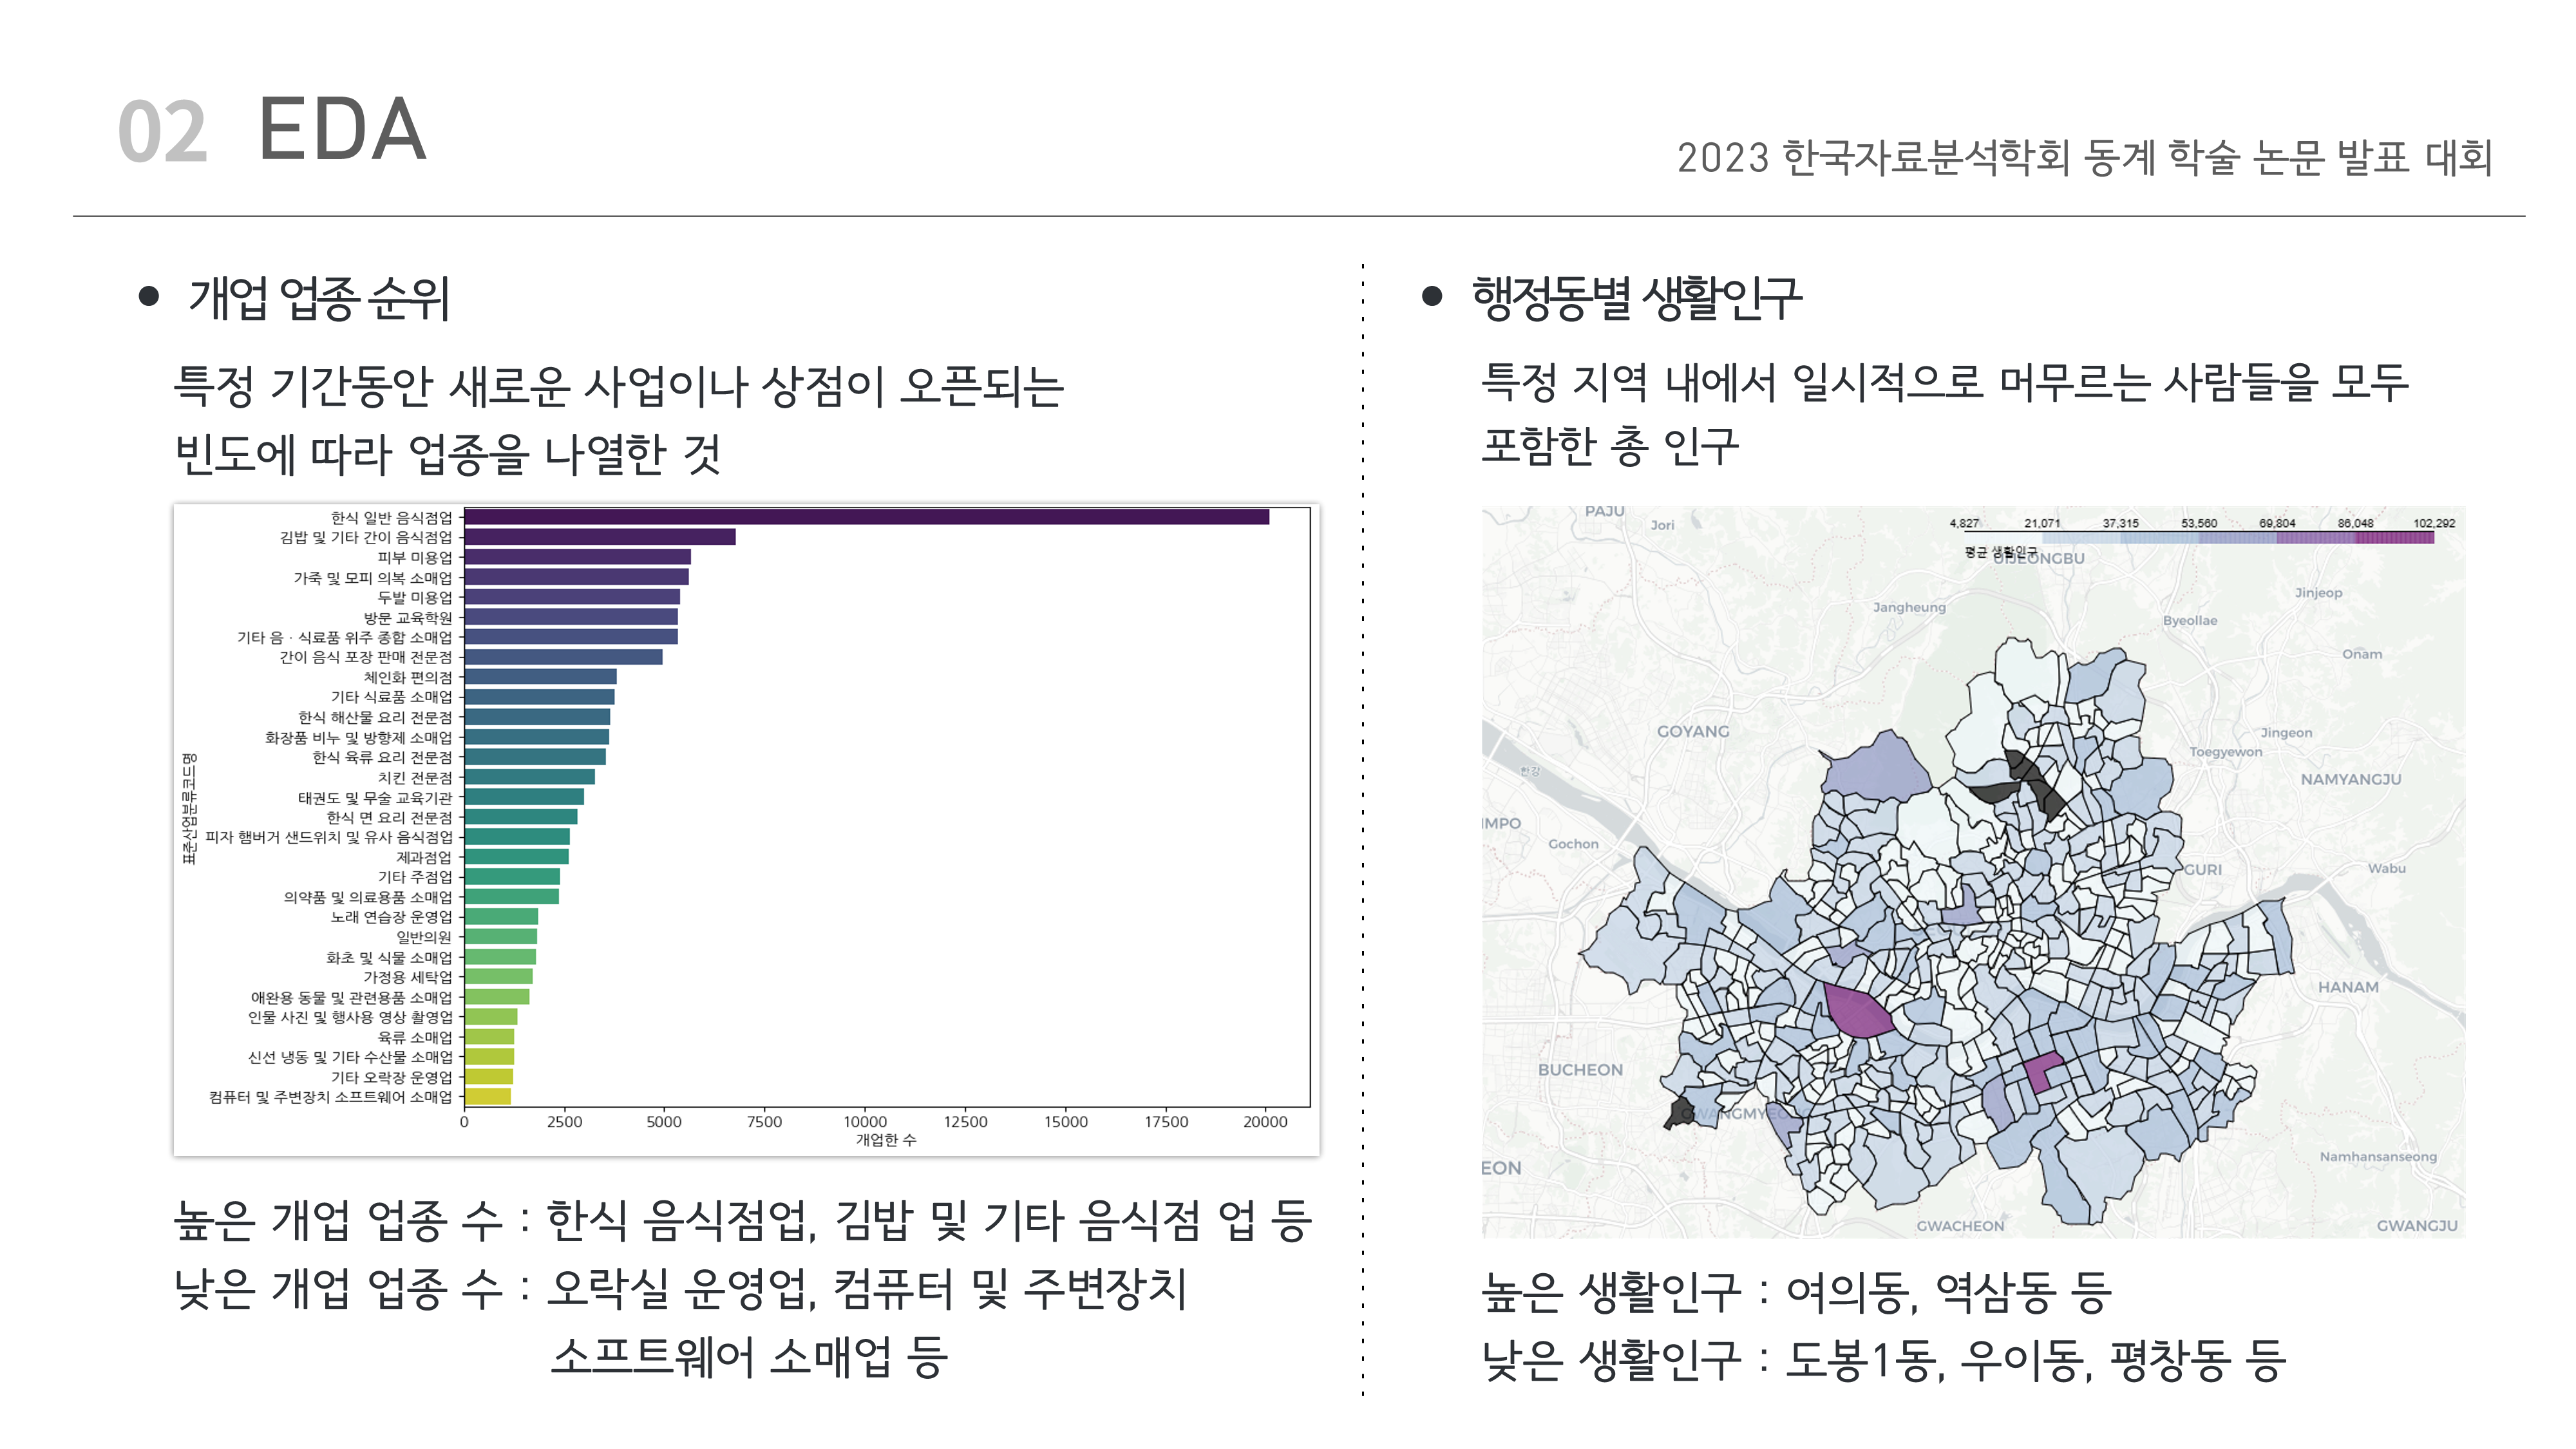 02 EDA
2023 한국자료분석학회 동계 학술 논문 발표 대회
● 개업 업종 순위
특정 기간동안 새로운 사업이나 상점이 오픈되는
빈도에 따라 업종을 나열한 것
표준산업분류코드명
한식 일반 음식점업
김밥 및 기타 간이 음식점업
피부 미용업
가죽 및 모피 의복 소매업
두발 미용업
방문 교육학원
기타 음 · 식료품 위주 종합 소매업
간이 음식 포장 판매 전문점
체인화 편의점
기타 식료품 소매업
한식 해산물 요리 전문점
화장품 비누 및 방향제 소매업
한식 육류 요리 전문점
치킨 전문점
태권도 및 무술 교육기관
한식 면 요리 전문점
피자 햄버거 샌드위치 및 유사 음식점업
제과점업
기타 주점업
의약품 및 의료용품 소매업
노래 연습장 운영업
일반의원
화초 및 식물 소매업
가정용 세탁업
애완용 동물 및 관련용품 소매업
인물 사진 및 행사용 영상 촬영업
육류 소매업
신선 냉동 및 기타 수산물 소매업
기타 오락장 운영업
컴퓨터 및 주변장치 소프트웨어 소매업
0 2500 5000 7500 10000 12500 15000 17500 20000
개업한 수
높은 개업 업종 수 : 한식 음식점업, 김밥 및 기타 음식점 업 등
낮은 개업 업종 수 : 오락실 운영업, 컴퓨터 및 주변장치
소프트웨어 소매업 등
● 행정동별 생활인구
특정 지역 내에서 일시적으로 머무르는 사람들을 모두
포함한 총 인구
PAJU
Jori
4,827 21,071 37,315 53,560 69,804 86,048 102,292
평균 생활인구
UIJEONGBU
Jinjeop
Jangheung
Byeollae
Onam
GOYANG
Jingeon
Toegyewon
한강
NAMYANGJU
IMPO
Gochon
GURI
Wabu
HANAM
BUCHEON
GWANGMYEONG
Namhansanseong
EON
GWACHEON
GWANGJU
높은 생활인구 : 여의동, 역삼동 등
낮은 생활인구 : 도봉1동, 우이동, 평창동 등